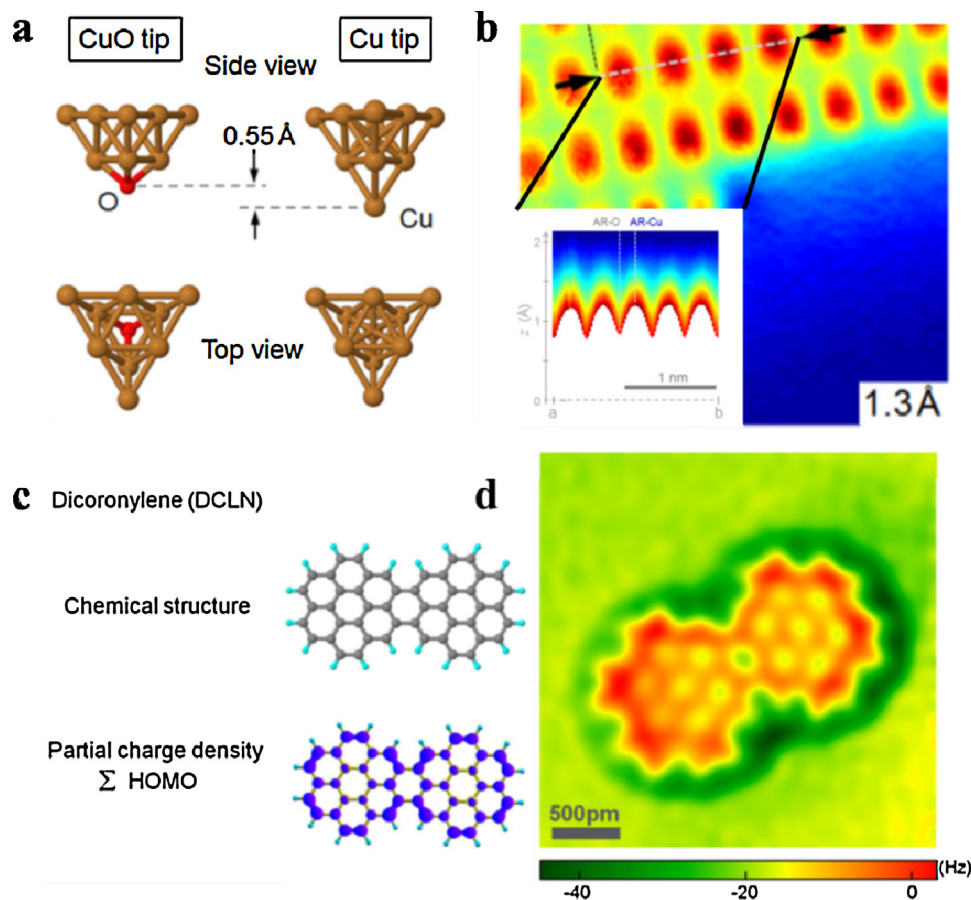 a
CuO tip
Cu tip
Side view
0.55 Å
O
Cu
Top view
b
AR-O
AR-Cu
2
z (Å)
1
1 nm
0
a
b
1.3 Å
c
Dicoronylene (DCLN)
Chemical structure
Partial charge density
Σ HOMO
d
500pm
(Hz)
-40
-20
0